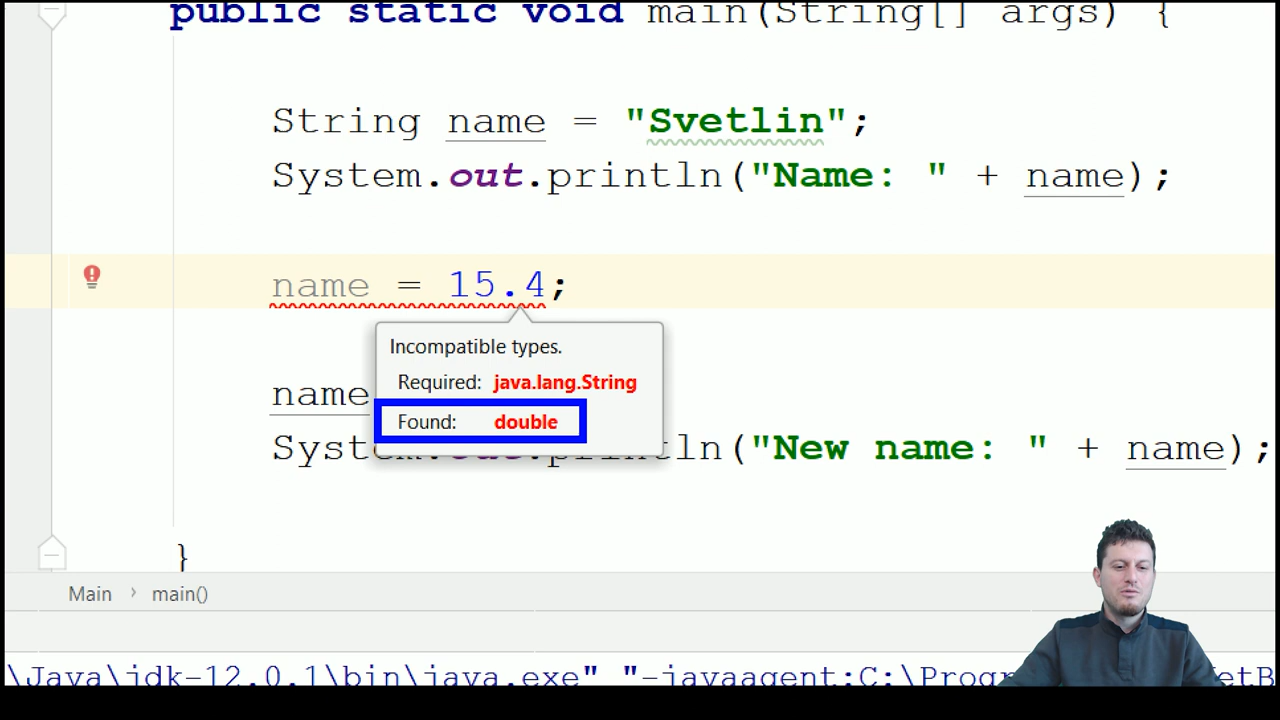 public static void main(String[] args) {
String name = "Svetlin";
System.out.println("Name: " + name);
name = 15.4;
Incompatible types.
Required: java.lang.String
name
Found: double
System.out.println("New name: " + name);
}
Main › main()
\Java\jdk-12.0.1\bin\java.exe" "-javaagent:C:\Progr